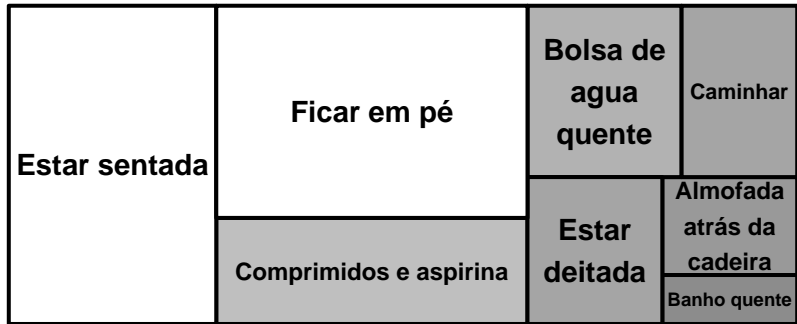 Estar sentada
Ficar em pé
Comprimidos e aspirina
Bolsa de
agua
quente
Caminhar
Estar
deitada
Almofada
atrás da
cadeira
Banho quente